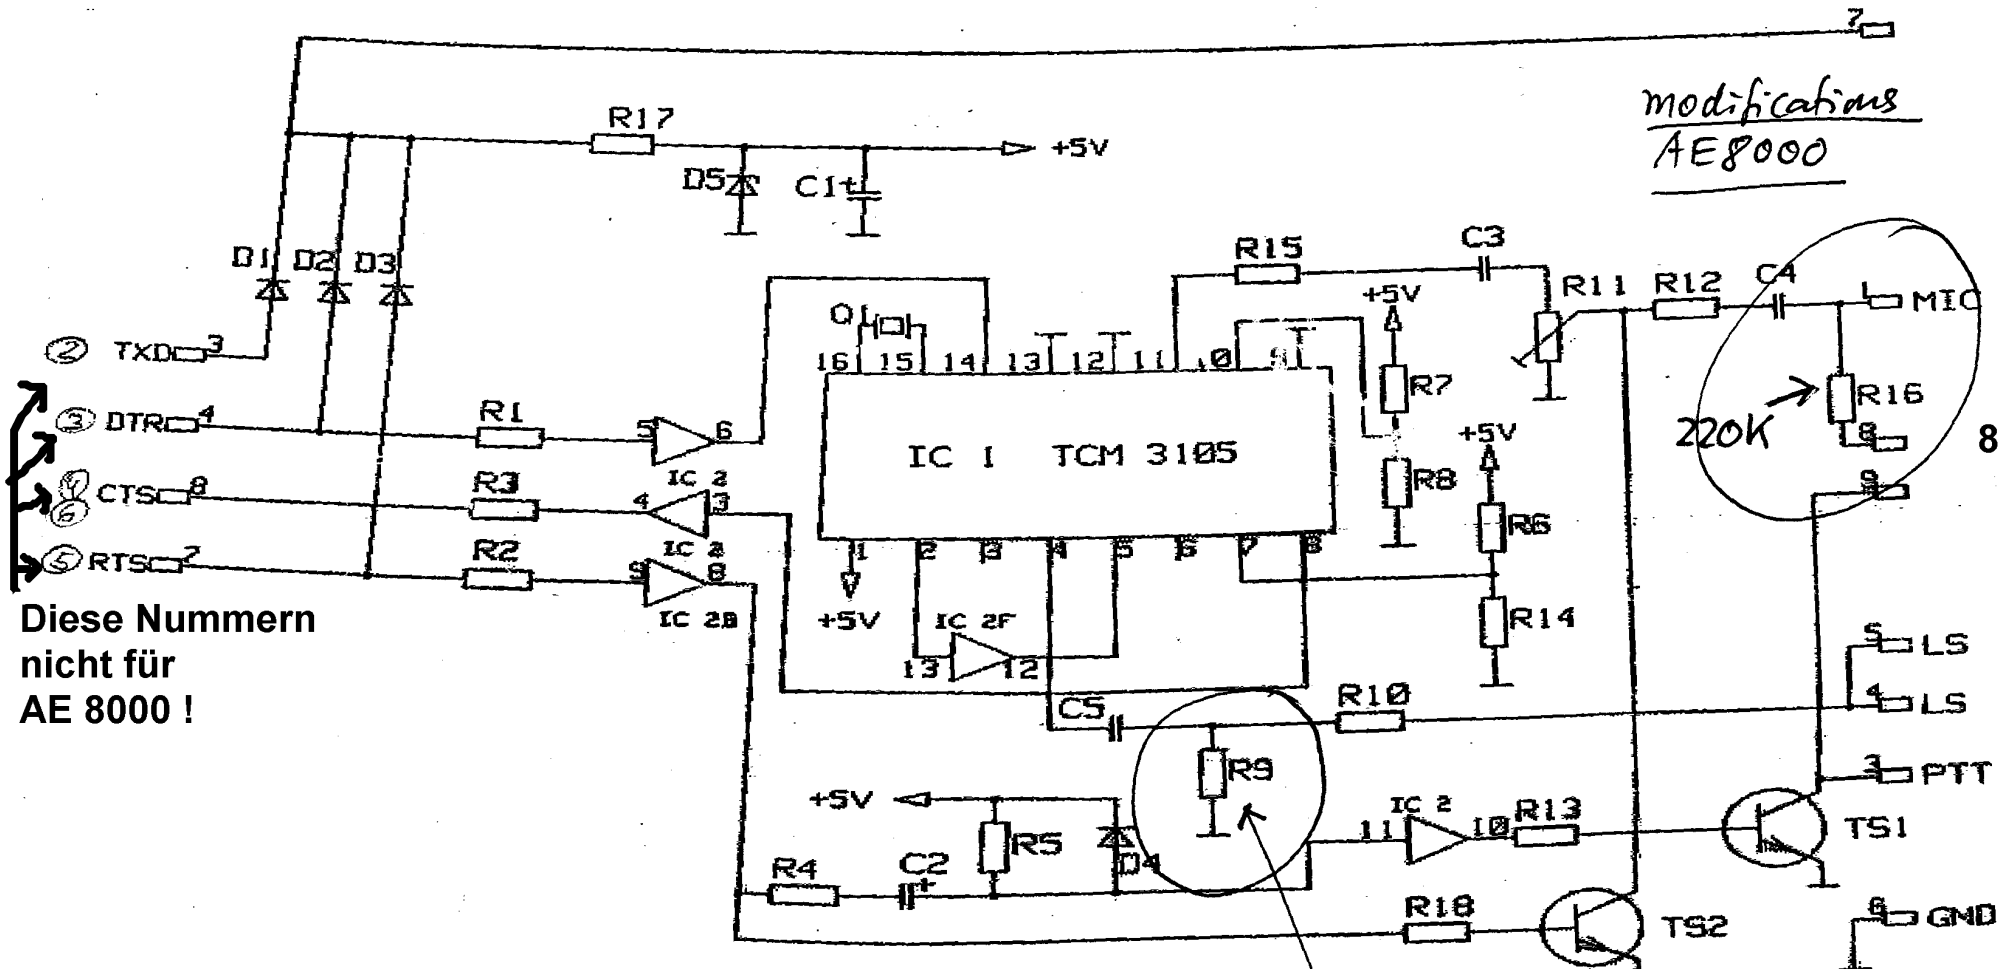 7
modifications
AE8000
R17
D5
C1+
+5V
D1
D2
D3
R15
C3
+5V
R11
R12
C4
1
MIC
Q1
2
TXD
3
16
15
14
13
12
11
10
9
R7
220K
R16
8
8
3
DTR
4
R1
5
6
IC 2
IC 1 TCM 3105
+5V
R8
9
4
CTS
8
6
R3
4
3
IC 2
R6
5
RTS
7
R2
9
8
IC 2B
1
2
3
4
5
6
7
8
+5V
IC 2F
13
12
R14
Diese Nummern
nicht für
AE 8000 !
5
LS
C5
R10
4
LS
R9
3
PTT
+5V
R5
D4
11
IC 2
10
R13
TS1
R4
C2
+
R18
TS2
6
GND